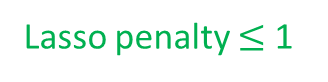 Lasso penalty ≤ 1